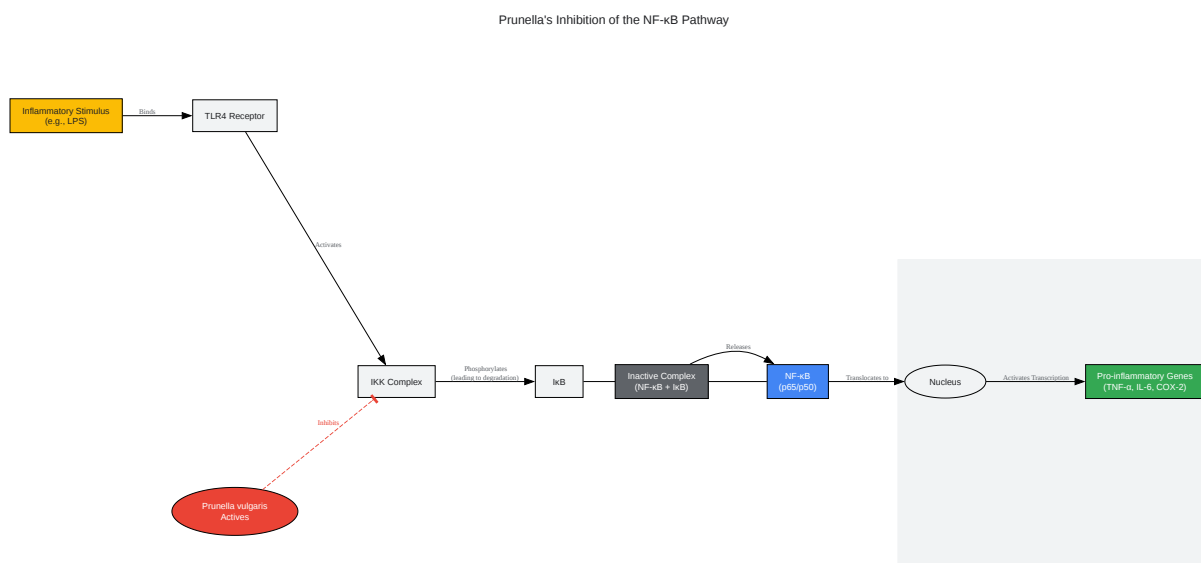 Prunella's Inhibition of the NF-κB Pathway
Inflammatory Stimulus
(e.g., LPS)
Binds
TLR4 Receptor
Activates
IKK Complex
Phosphorylates
(leading to degradation)
IκB
Inactive Complex
(NF-κB + IκB)
Releases
NF-κB
(p65/p50)
Translocates to
Nucleus
Activates Transcription
Pro-inflammatory Genes
(TNF-α, IL-6, COX-2)
Inhibits
Prunella vulgaris
Actives